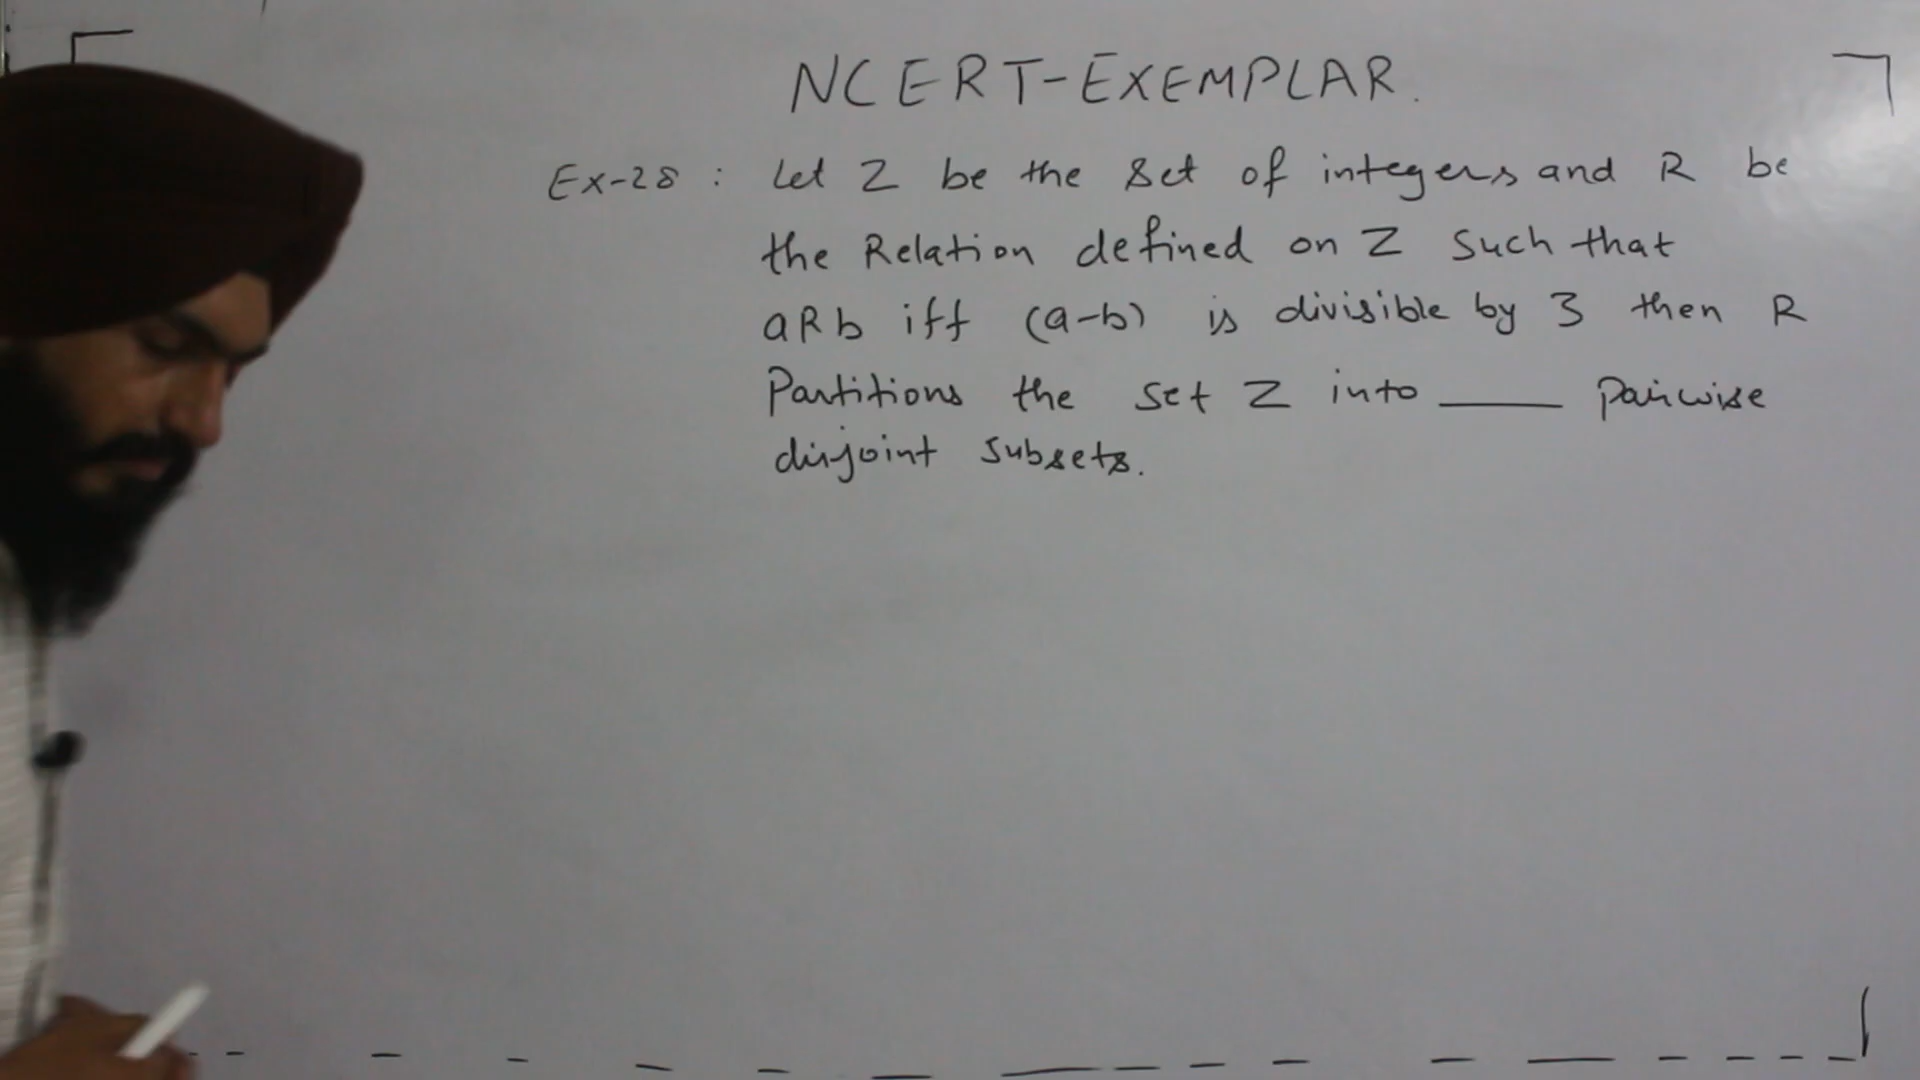 NCERT-EXEMPLAR.
Ex-28 : Let Z be the set of integers and R be
the Relation defined on Z such that
aRb iff (a-b) is divisible by 3 then R
Partitions the set Z into ____ Pairwise
disjoint subsets.